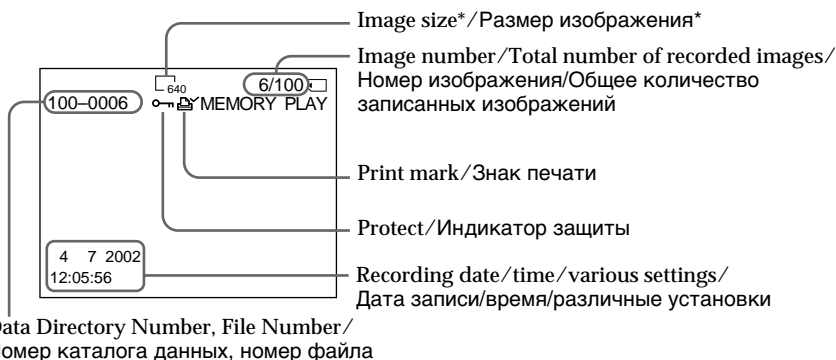 Image size*/Размер изображения*
Image number/Total number of recorded images/
Номер изображения/Общее количество
записанных изображений
640
6/100
100–0006
MEMORY PLAY
Print mark/Знак печати
Protect/Индикатор защиты
4 7 2002
12:05:56
Recording date/time/various settings/
Дата записи/время/различные установки
Data Directory Number, File Number/
Номер каталога данных, номер файла